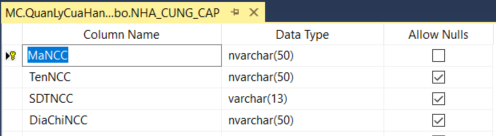 MC.QuanLyCuaHan...bo.NHA_CUNG_CAP
Column Name Data Type Allow Nulls
MaNCC nvarchar(50)
TenNCC nvarchar(50)
SDTNCC varchar(13)
DiaChiNCC nvarchar(50)